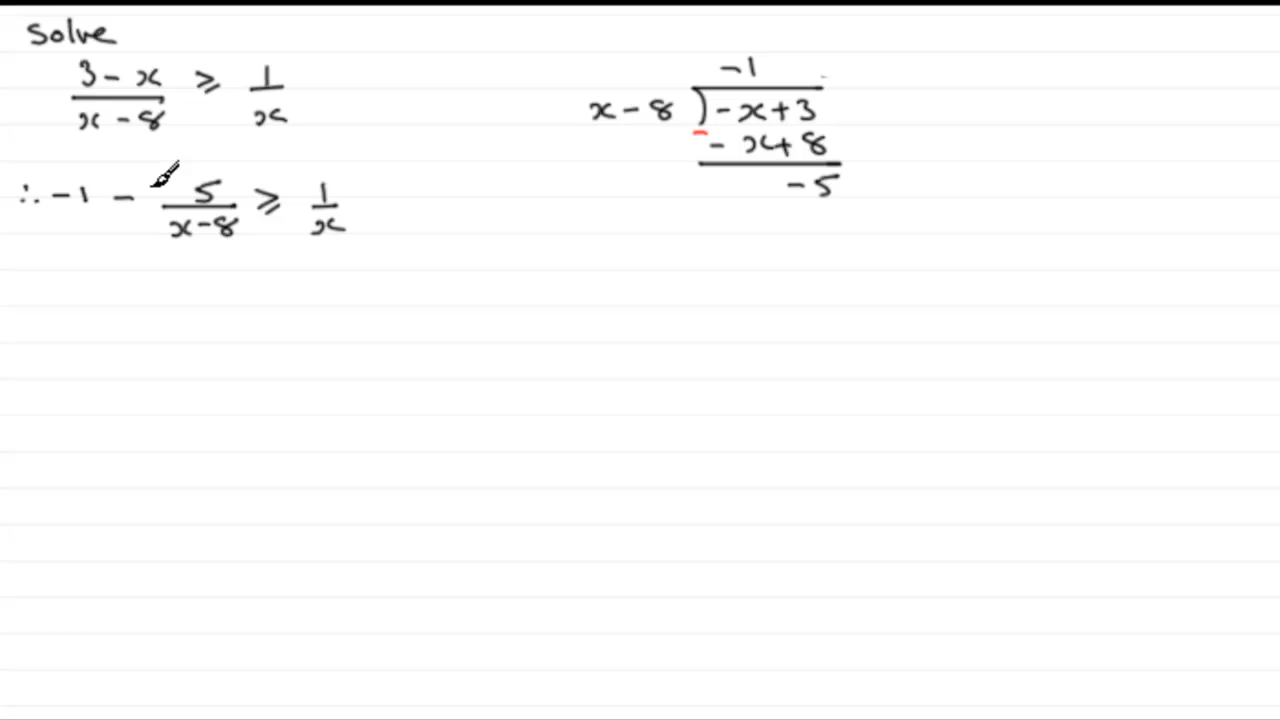 Solve
3 - x / x - 8 ⩾ 1 / x
∴ -1 - 5 / x-8 ⩾ 1 / x
-1
x - 8 ) - x + 3
- - x + 8
- 5